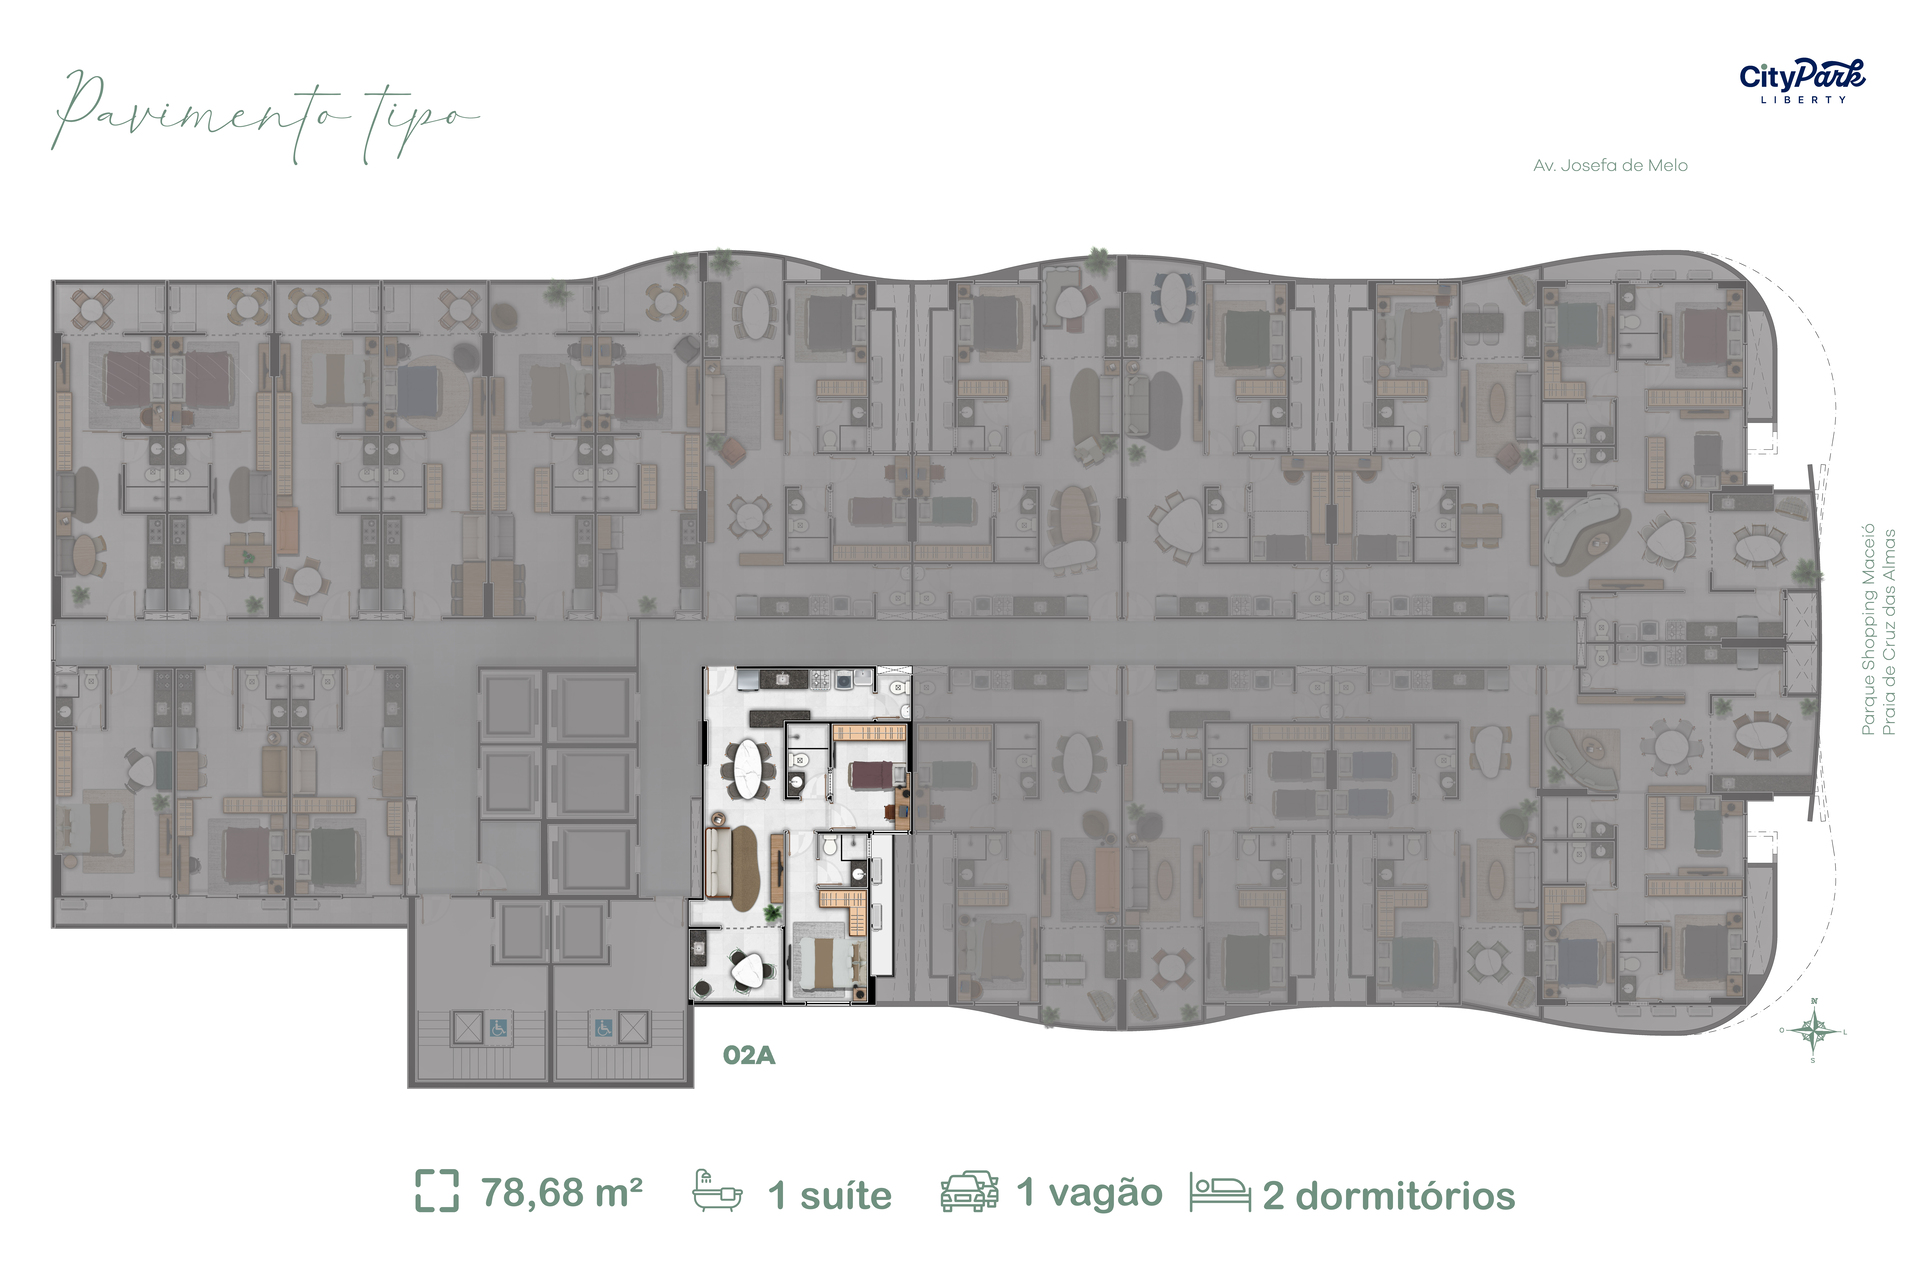 Pavimento tipo
CityPark
LIBERTY
Av. Josefa de Melo
Parque Shopping Maceió
Praia de Cruz das Almas
N
O
L
S
02A
78,68 m²
1 suíte
1 vagão
2 dormitórios